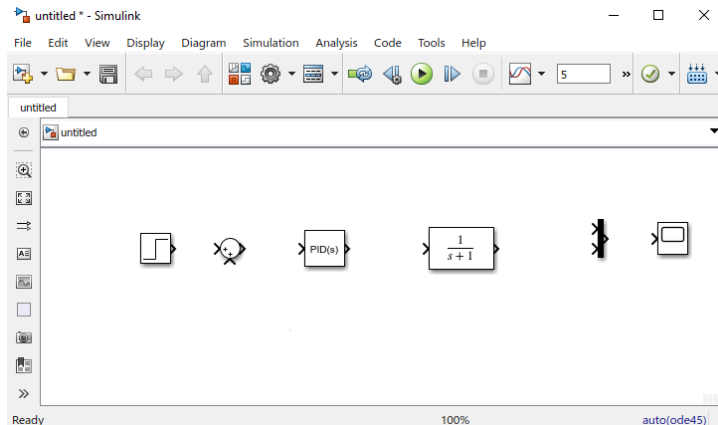 untitled * - Simulink
File Edit View Display Diagram Simulation Analysis Code Tools Help
5 »
untitled
untitled
PID(s)
1
s + 1
Ready 100% auto(ode45)